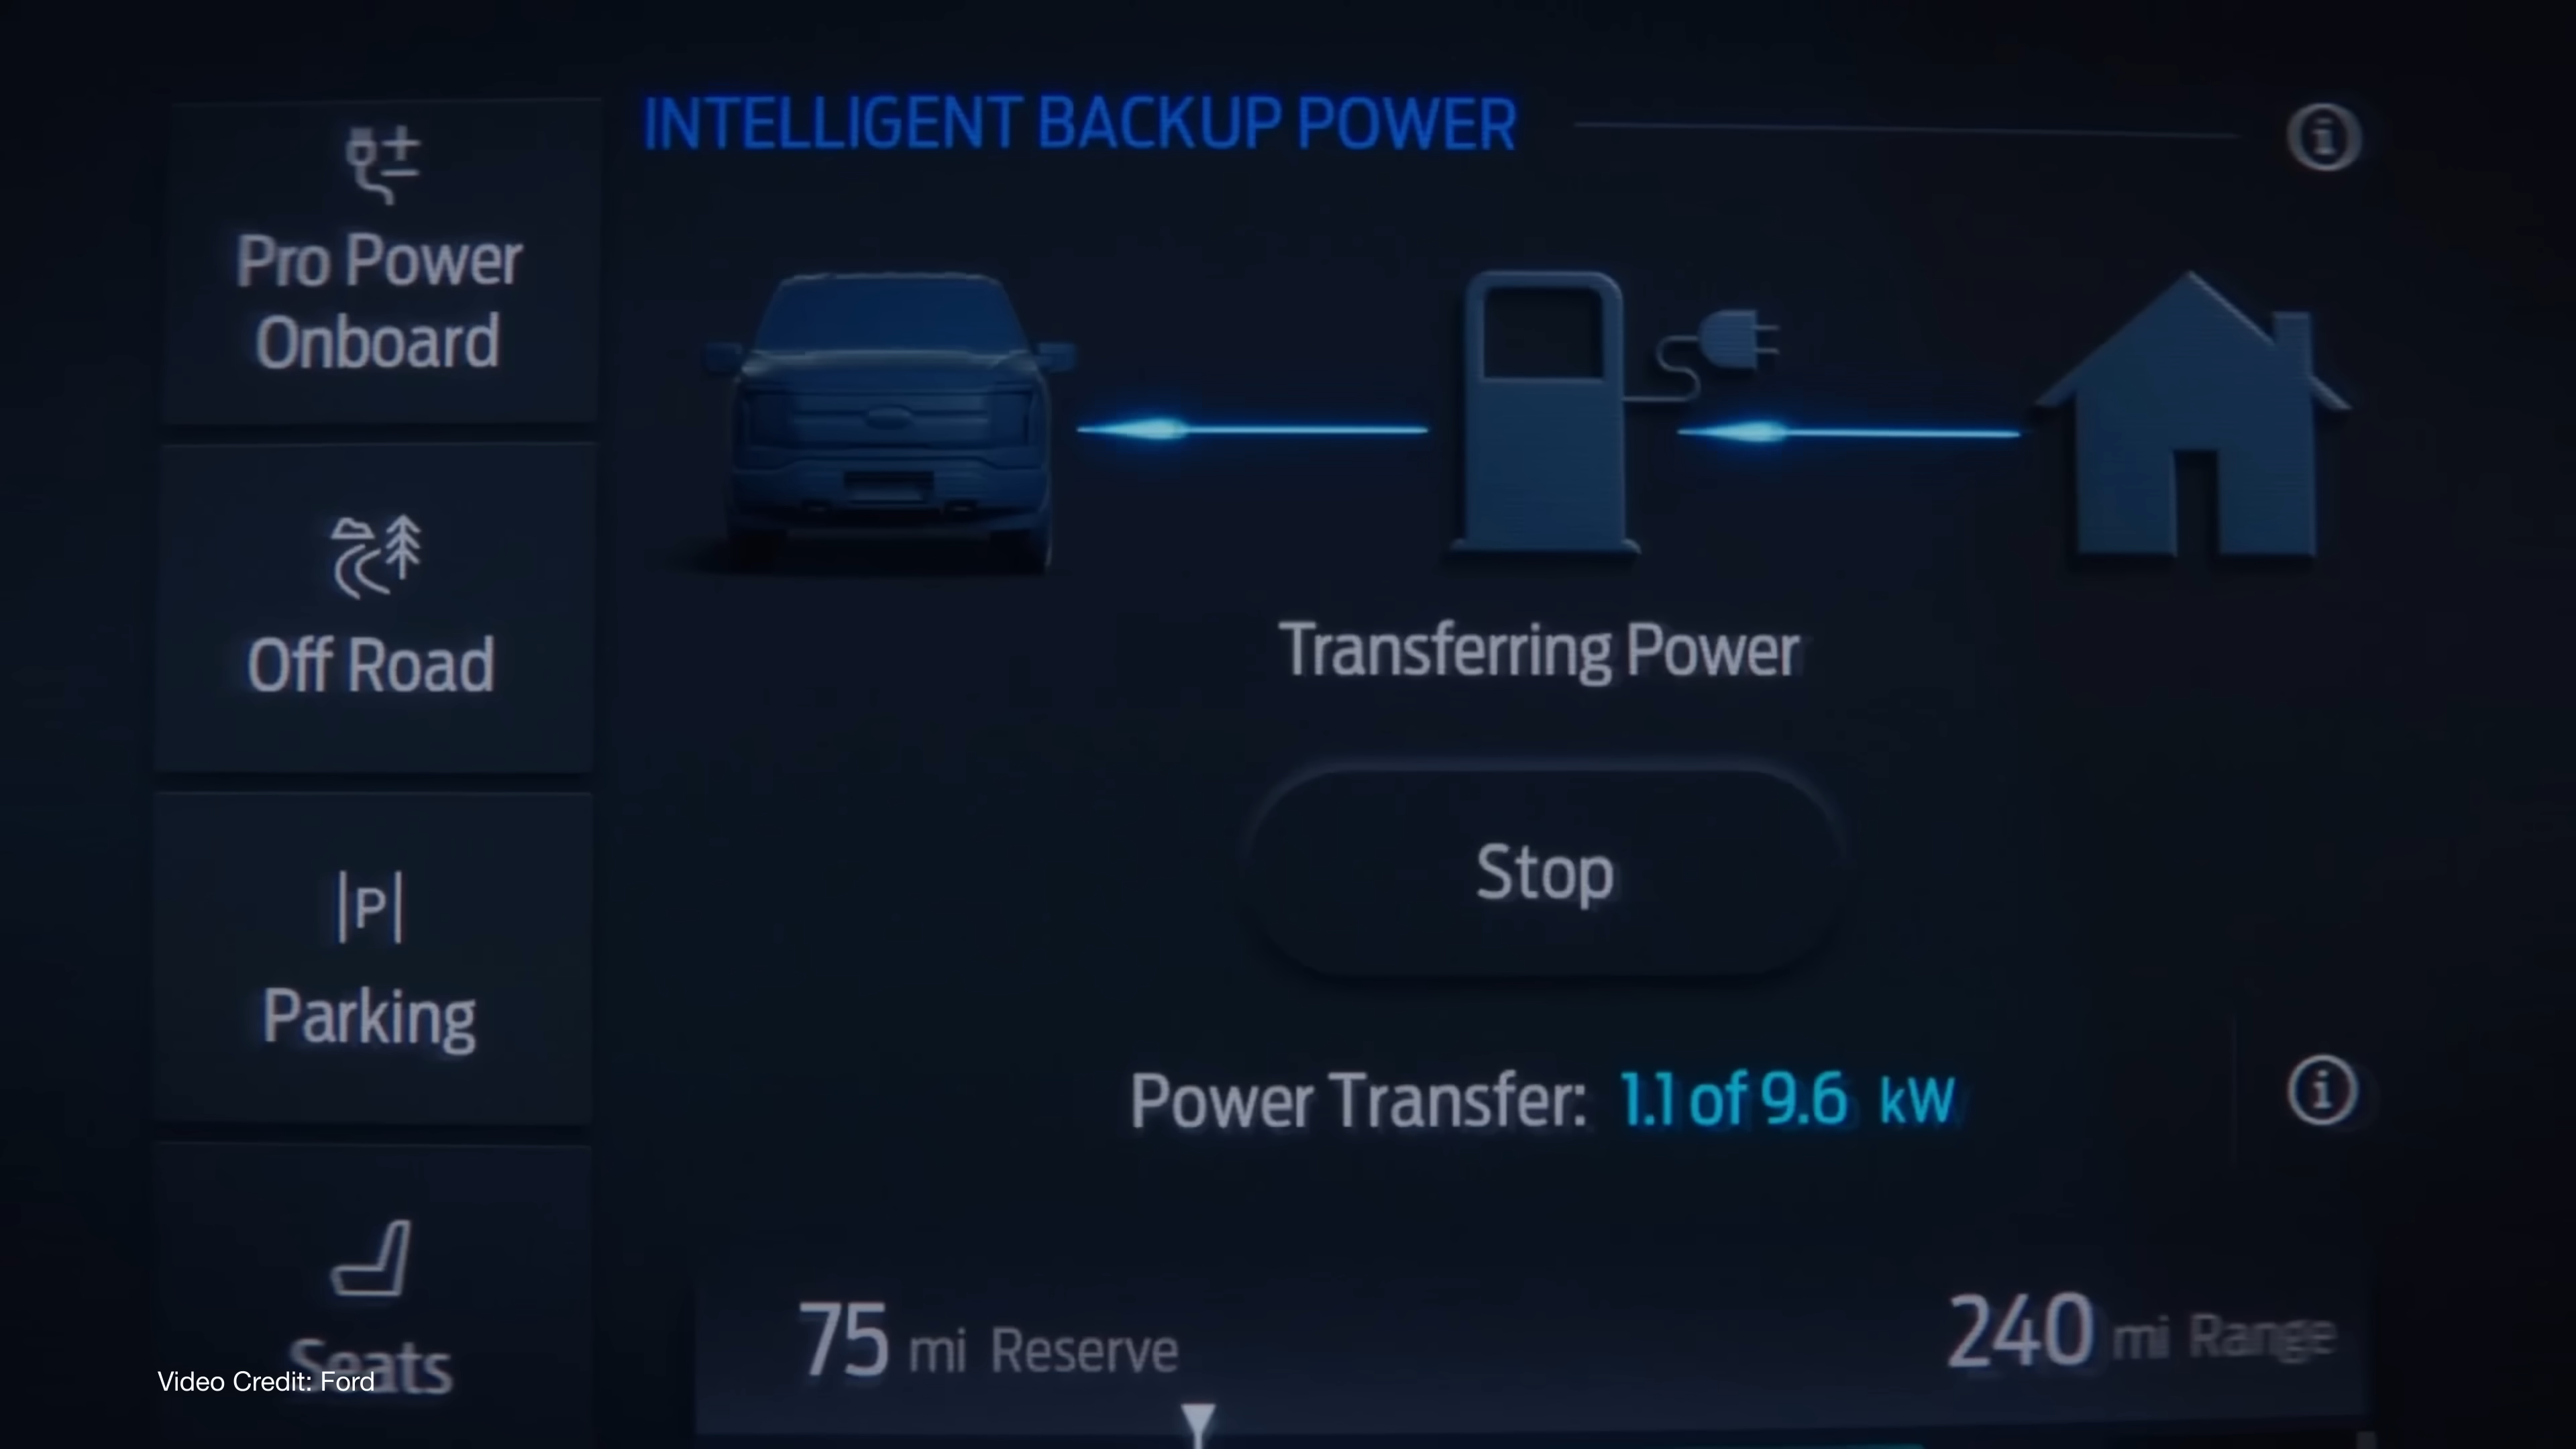 INTELLIGENT BACKUP POWER
Pro Power
Onboard
Off Road
Parking
Seats
Transferring Power
Stop
Power Transfer: 1.1 of 9.6 kW
75 mi Reserve
240 mi Range
Video Credit: Ford